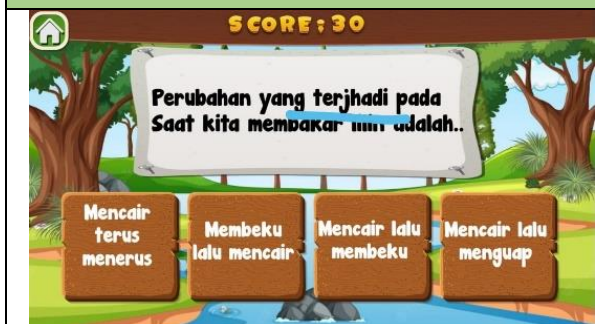 SCORE : 30
Perubahan yang terjhadi pada
Saat kita membakar lilin adalah..
Mencair
terus
menerus
Membeku
lalu mencair
Mencair lalu
membeku
Mencair lalu
menguap